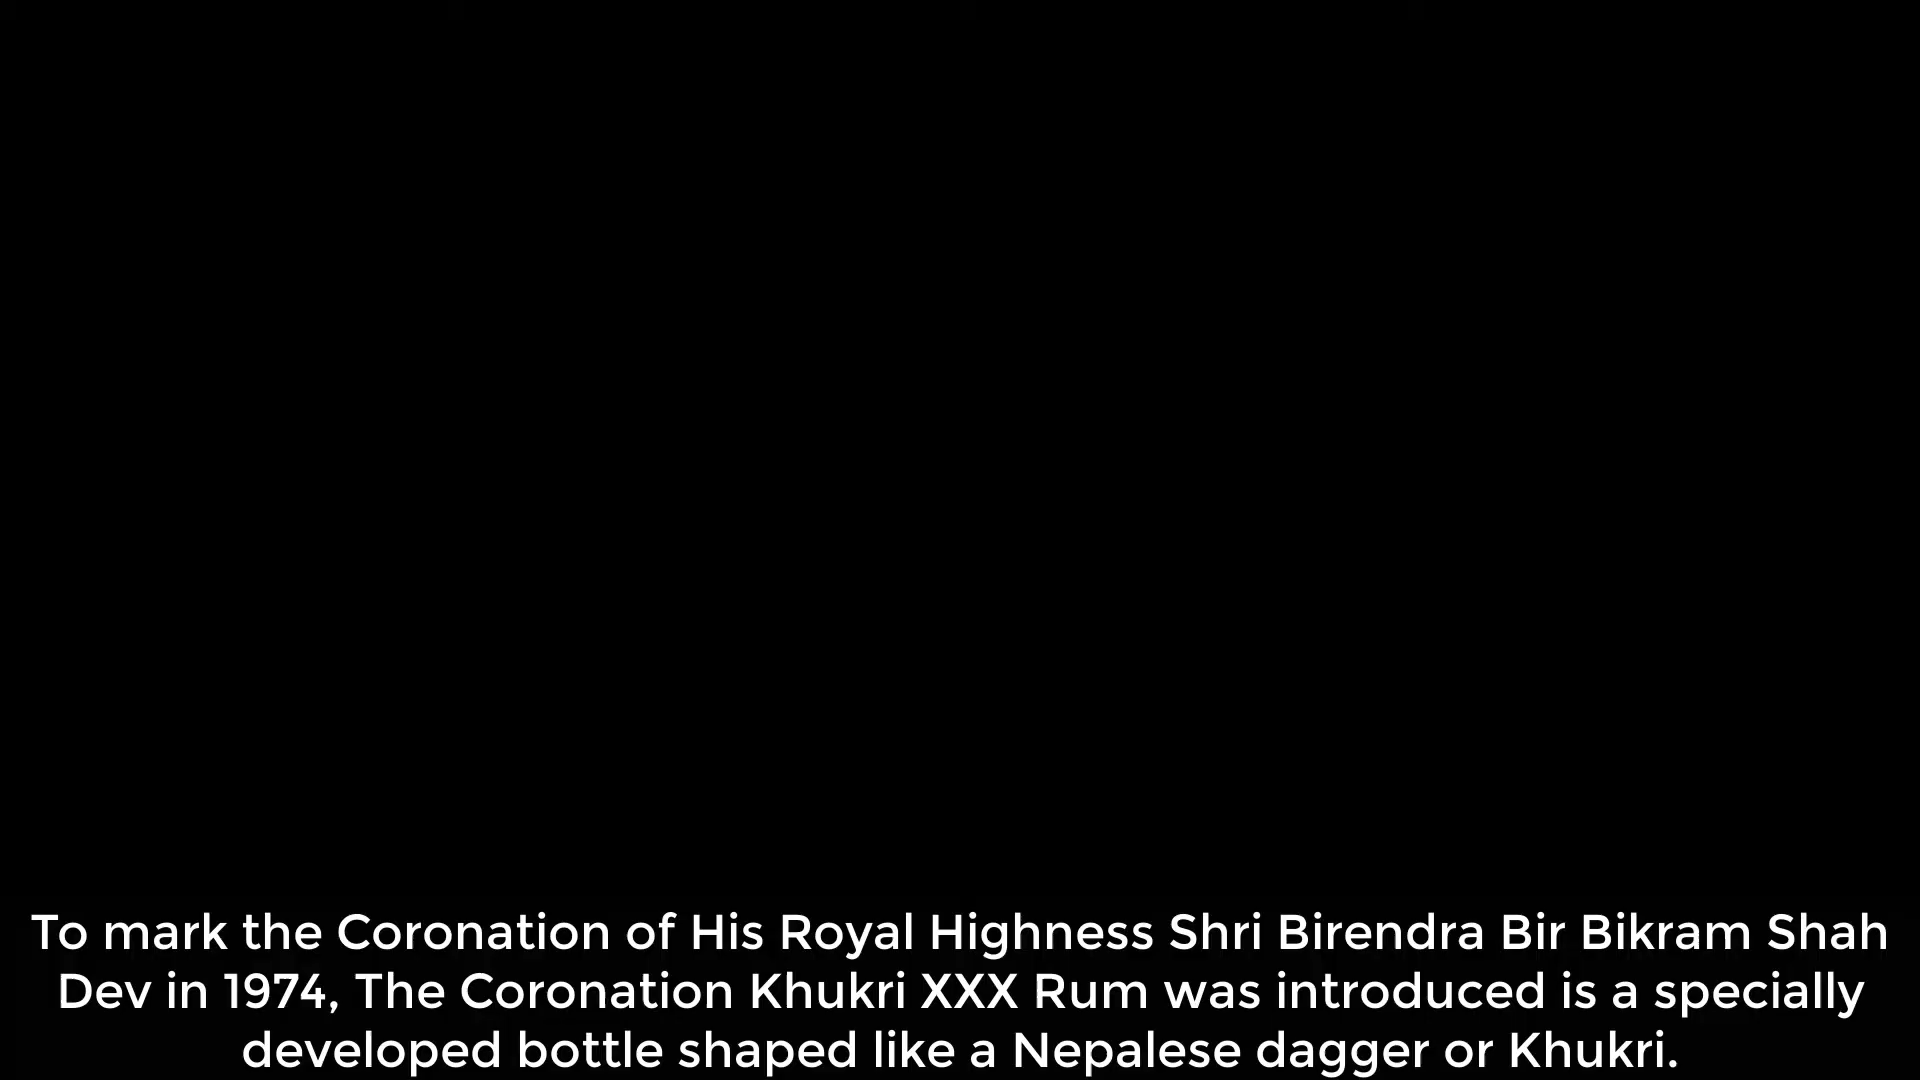 To mark the Coronation of His Royal Highness Shri Birendra Bir Bikram Shah
Dev in 1974, The Coronation Khukri XXX Rum was introduced is a specially
developed bottle shaped like a Nepalese dagger or Khukri.